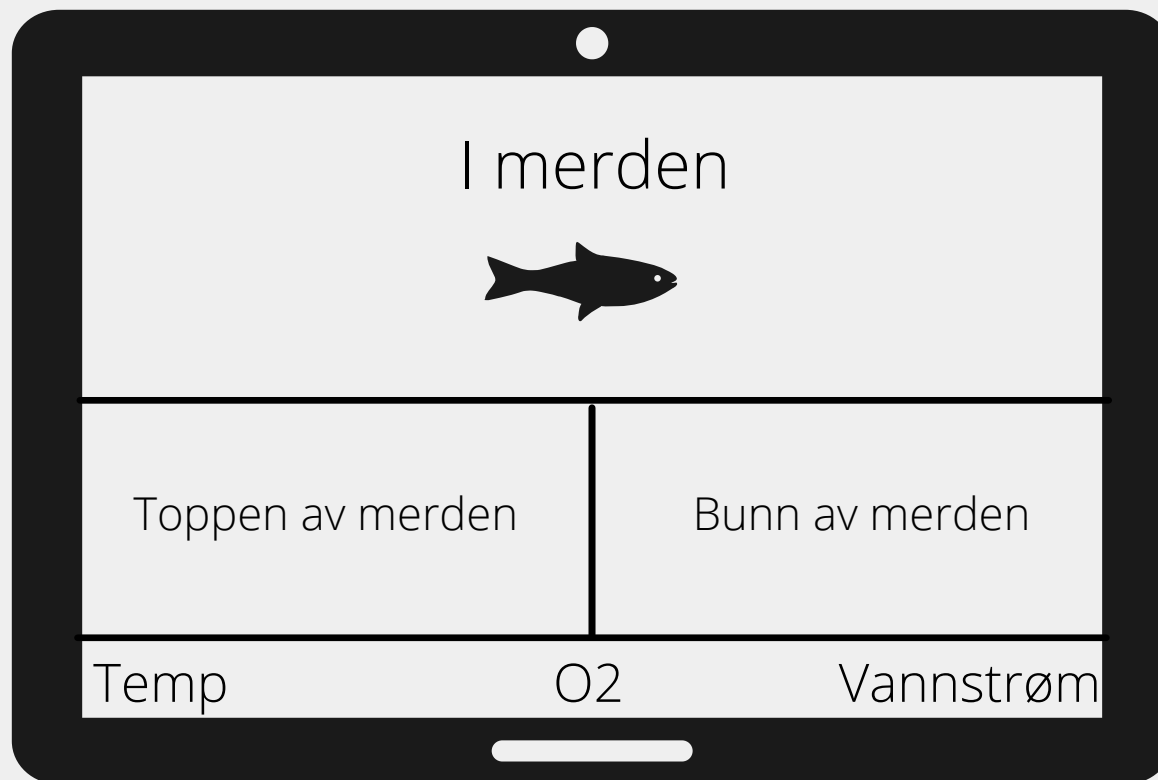 I merden
Toppen av merden
Bunn av merden
Temp
O2
Vannstrøm